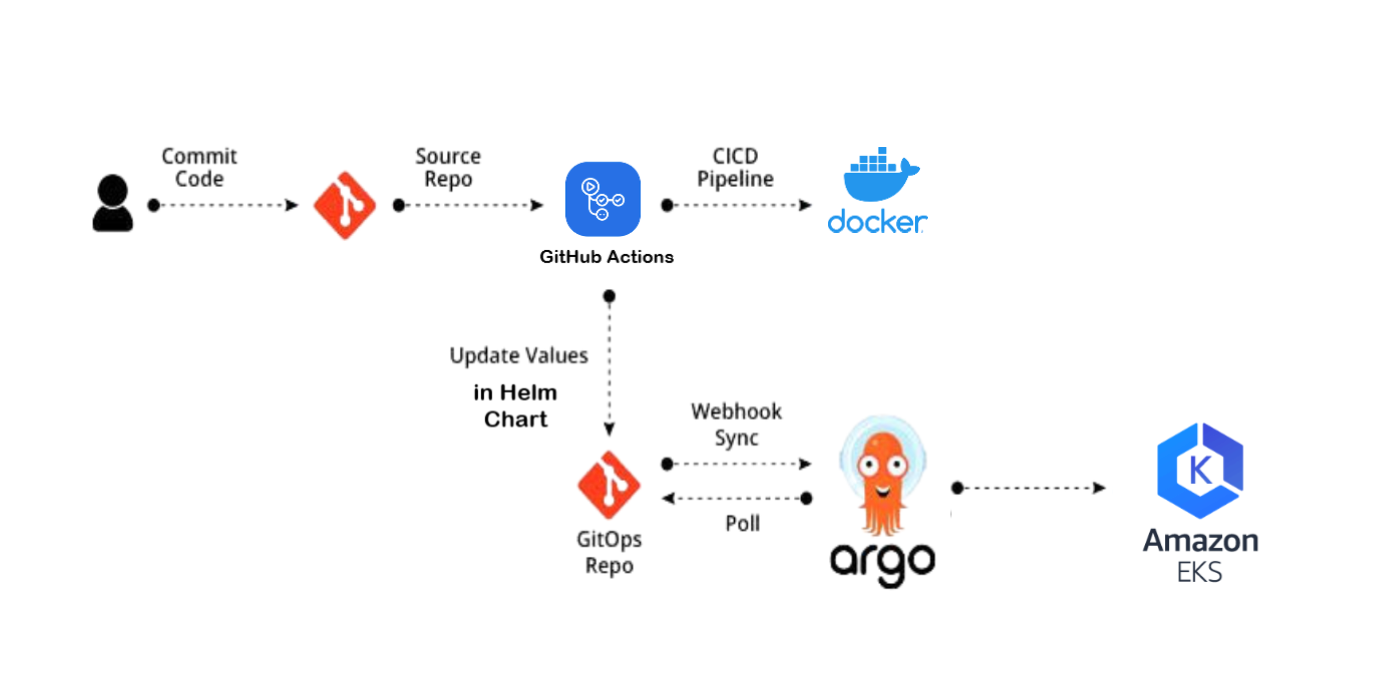 Commit
Code
Source
Repo
CICD
Pipeline
docker
GitHub Actions
Update Values
in Helm
Chart
Webhook
Sync
Poll
GitOps
Repo
argo
K
Amazon
EKS